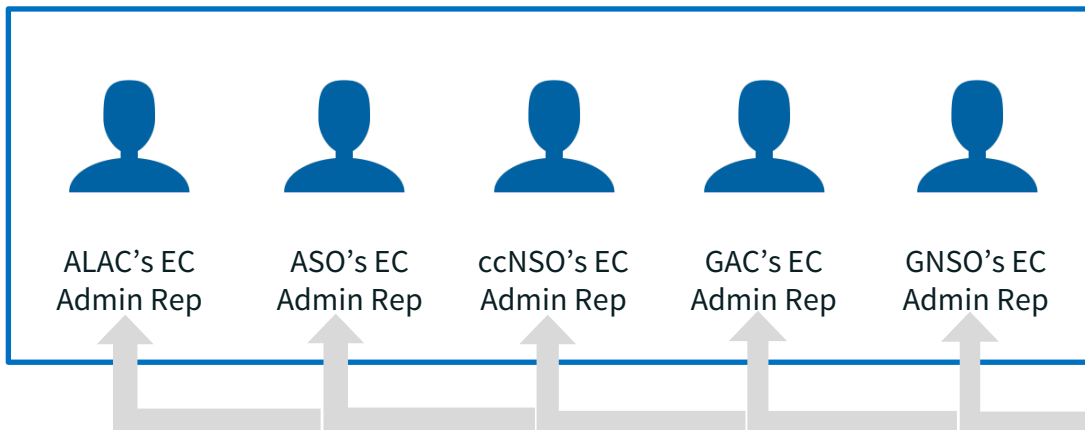 ALAC’s EC
Admin Rep
ASO’s EC
Admin Rep
ccNSO’s EC
Admin Rep
GAC’s EC
Admin Rep
GNSO’s EC
Admin Rep